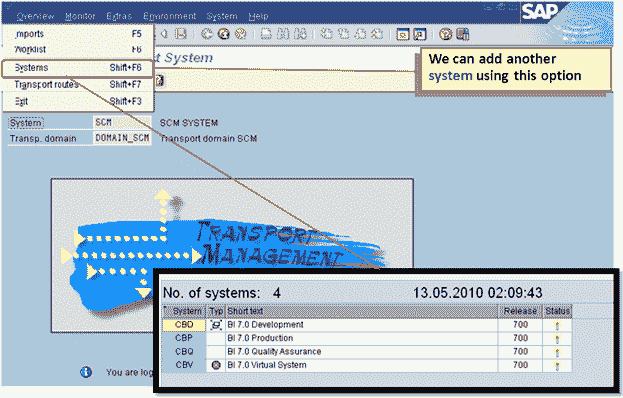 Overview Monitor Extras Environment System Help
SAP
Imports F5
Worklist F6
Systems Shift+F6
Transport routes Shift+F7
Exit Shift+F3
t System
We can add another
system using this option
System SCM SCM SYSTEM
Transp. domain DOMAIN_SCM Transport domain SCM
TRANSPORT
MANAGEMENT
No. of systems: 4 13.05.2010 02:09:43
System Typ Short text Release Status
CBD BI 7.0 Development 700
CBP BI 7.0 Production 700
CBQ BI 7.0 Quality Assurance 700
CBV BI 7.0 Virtual System 700
You are log